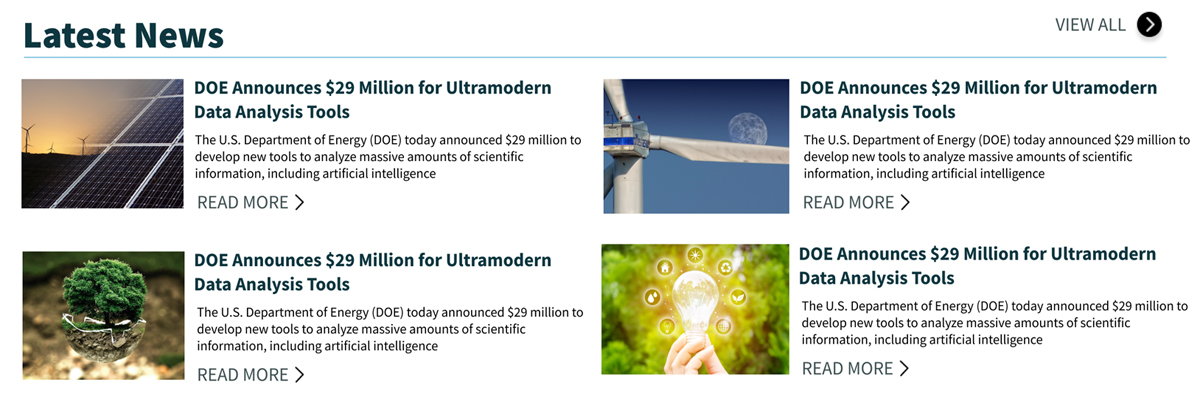 Latest News
VIEW ALL
DOE Announces $29 Million for Ultramodern
Data Analysis Tools
The U.S. Department of Energy (DOE) today announced $29 million to
develop new tools to analyze massive amounts of scientific
information, including artificial intelligence
READ MORE
DOE Announces $29 Million for Ultramodern
Data Analysis Tools
The U.S. Department of Energy (DOE) today announced $29 million to
develop new tools to analyze massive amounts of scientific
information, including artificial intelligence
READ MORE
DOE Announces $29 Million for Ultramodern
Data Analysis Tools
The U.S. Department of Energy (DOE) today announced $29 million to
develop new tools to analyze massive amounts of scientific
information, including artificial intelligence
READ MORE
DOE Announces $29 Million for Ultramodern
Data Analysis Tools
The U.S. Department of Energy (DOE) today announced $29 million to
develop new tools to analyze massive amounts of scientific
information, including artificial intelligence
READ MORE